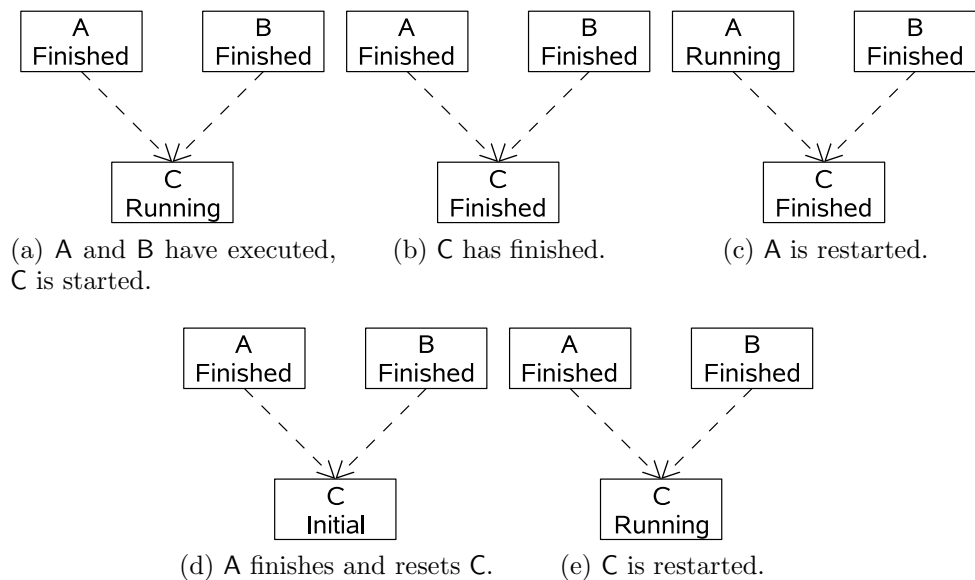 A
Finished
B
Finished
C
Running
(a) A and B have executed,
C is started.
A
Finished
B
Finished
C
Finished
(b) C has finished.
A
Running
B
Finished
C
Finished
(c) A is restarted.
A
Finished
B
Finished
C
Initial
(d) A finishes and resets C.
A
Finished
B
Finished
C
Running
(e) C is restarted.